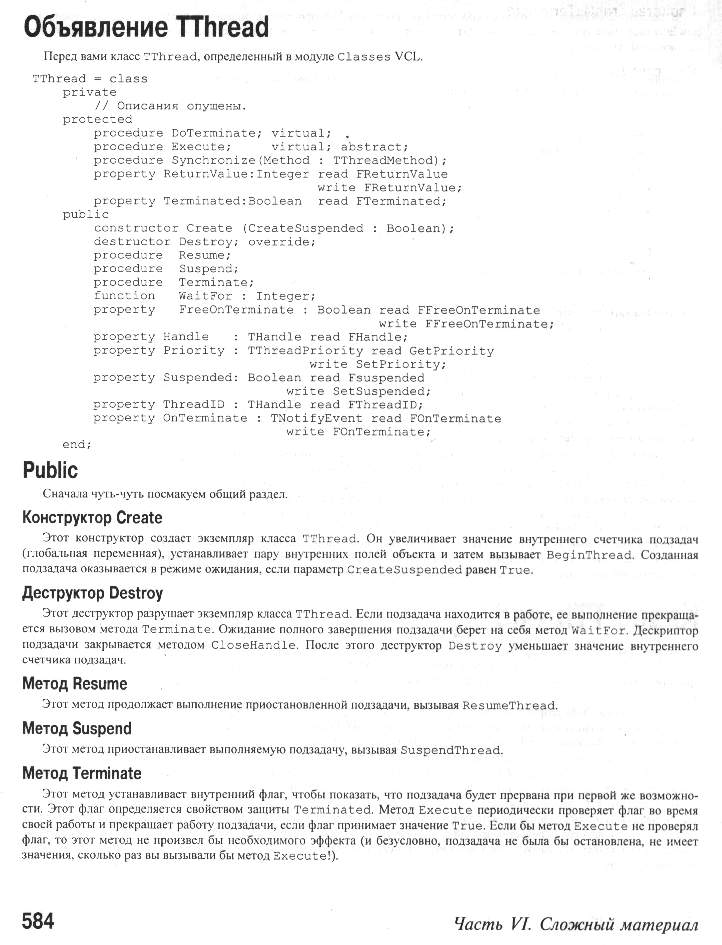 Объявление TThread
Перед вами класс TThread, определенный в модуле Classes VCL.
TThread = class
private
// Описания опущены.
protected
procedure DoTerminate; virtual;
procedure Execute; virtual; abstract;
procedure Synchronize(Method : TThreadMethod);
property ReturnValue:Integer read FReturnValue
write FReturnValue;
property Terminated:Boolean read FTerminated;
public
constructor Create (CreateSuspended : Boolean);
destructor Destroy; override;
procedure Resume;
procedure Suspend;
procedure Terminate;
function WaitFor : Integer;
property FreeOnTerminate : Boolean read FFreeOnTerminate
write FFreeOnTerminate;
property Handle : THandle read FHandle;
property Priority : TThreadPriority read GetPriority
write SetPriority;
property Suspended: Boolean read Fsuspended
write SetSuspended;
property ThreadID : THandle read FThreadID;
property OnTerminate : TNotifyEvent read FOnTerminate
write FOnTerminate;
end;
Public
Сначала чуть-чуть посмакуем общий раздел.
Конструктор Create
Этот конструктор создает экземпляр класса TThread. Он увеличивает значение внутреннего счетчика подзадач
(глобальная переменная), устанавливает пару внутренних полей объекта и затем вызывает BeginThread. Созданная
подзадача оказывается в режиме ожидания, если параметр CreateSuspended равен True.
Деструктор Destroy
Этот деструктор разрушает экземпляр класса TThread. Если подзадача находится в работе, ее выполнение прекраща-
ется вызовом метода Terminate. Ожидание полного завершения подзадачи берет на себя метод WaitFor. Дескриптор
подзадачи закрывается методом CloseHandle. После этого деструктор Destroy уменьшает значение внутреннего
счетчика подзадач.
Метод Resume
Этот метод продолжает выполнение приостановленной подзадачи, вызывая ResumeThread.
Метод Suspend
Этот метод приостанавливает выполняемую подзадачу, вызывая SuspendThread.
Метод Terminate
Этот метод устанавливает внутренний флаг, чтобы показать, что подзадача будет прервана при первой же возможно-
сти. Этот флаг определяется свойством защиты Terminated. Метод Execute периодически проверяет флаг во время
своей работы и прекращает работу подзадачи, если флаг принимает значение True. Если бы метод Execute не проверял
флаг, то этот метод не произвел бы необходимого эффекта (и безусловно, подзадача не была бы остановлена, не имеет
значения, сколько раз вы вызывали бы метод Execute!).
584
Часть VI. Сложный материал